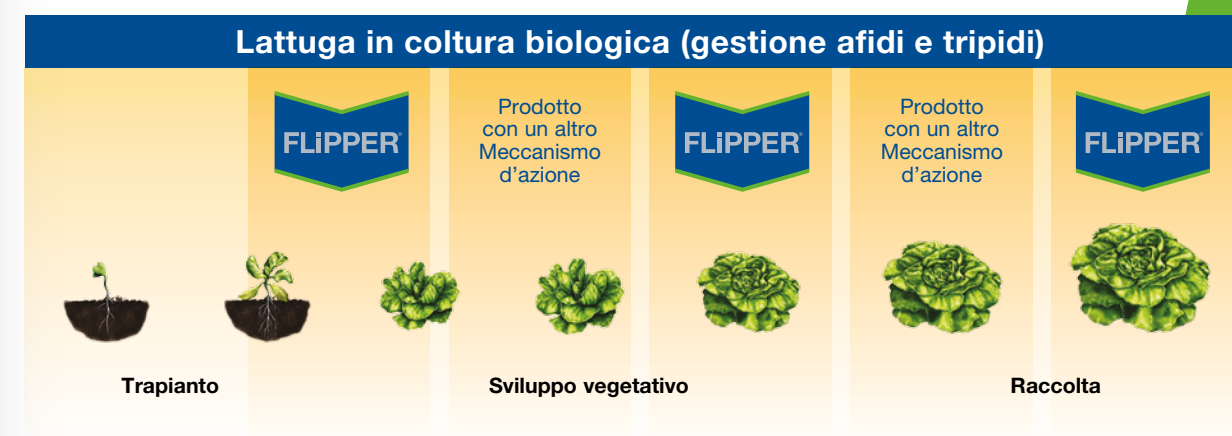 Lattuga in coltura biologica (gestione afidi e tripidi)
FLiPPER®
Prodotto
con un altro
Meccanismo
d'azione
FLiPPER®
Prodotto
con un altro
Meccanismo
d'azione
FLiPPER®
Trapianto
Sviluppo vegetativo
Raccolta